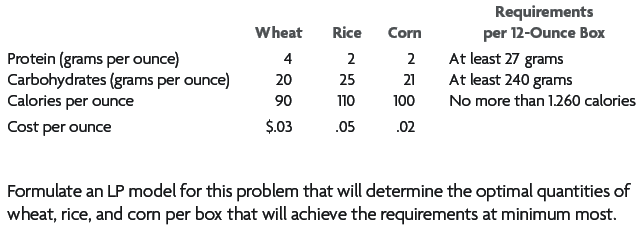 Requirements
Wheat Rice Corn per 12-Ounce Box
Protein (grams per ounce) 4 2 2 At least 27 grams
Carbohydrates (grams per ounce) 20 25 21 At least 240 grams
Calories per ounce 90 110 100 No more than 1.260 calories
Cost per ounce $.03 .05 .02
Formulate an LP model for this problem that will determine the optimal quantities of
wheat, rice, and corn per box that will achieve the requirements at minimum most.